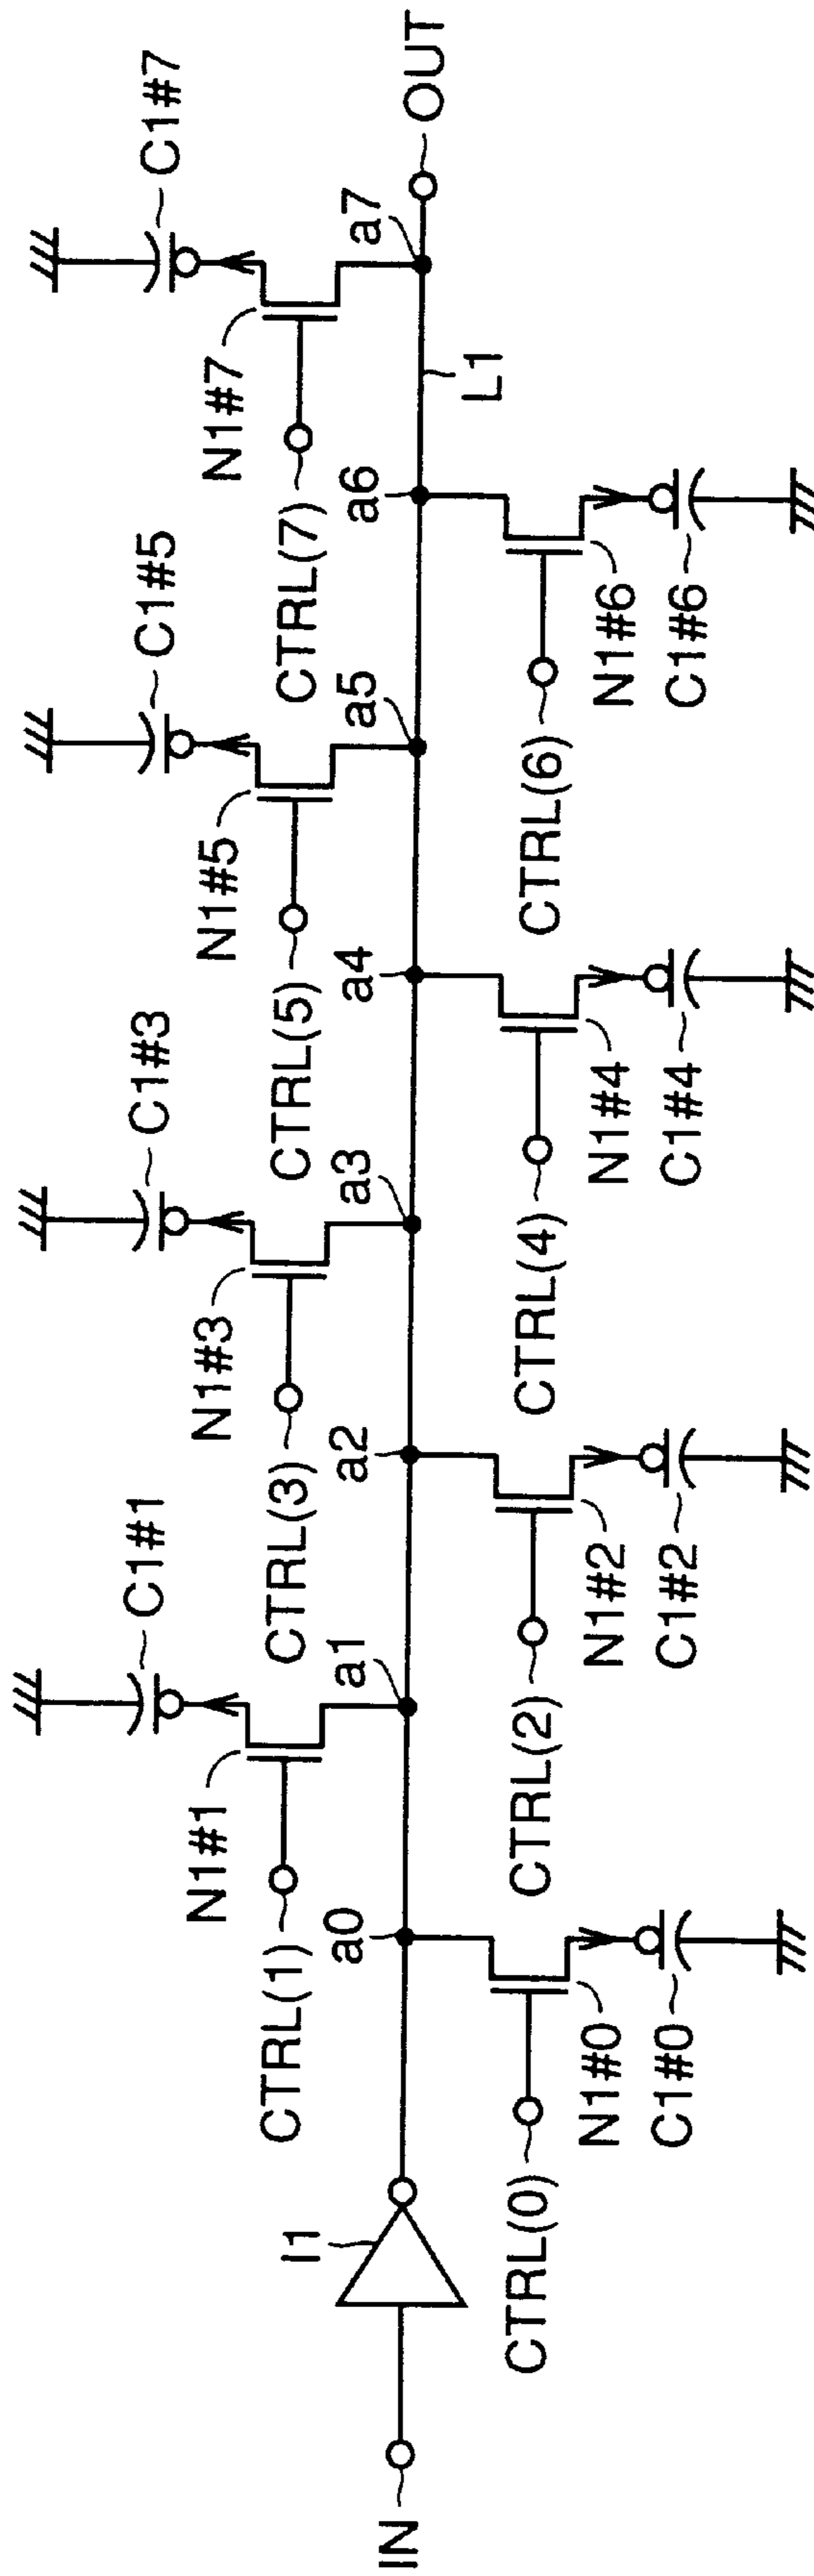 C1#1
C1#3
C1#5
C1#7
N1#1
N1#3
N1#5
N1#7
CTRL(1)
CTRL(3)
CTRL(5)
CTRL(7)
a0
a1
a2
a3
a4
a5
a6
a7
I1
IN
L1
OUT
CTRL(0)
CTRL(2)
CTRL(4)
CTRL(6)
N1#0
N1#2
N1#4
N1#6
C1#0
C1#2
C1#4
C1#6